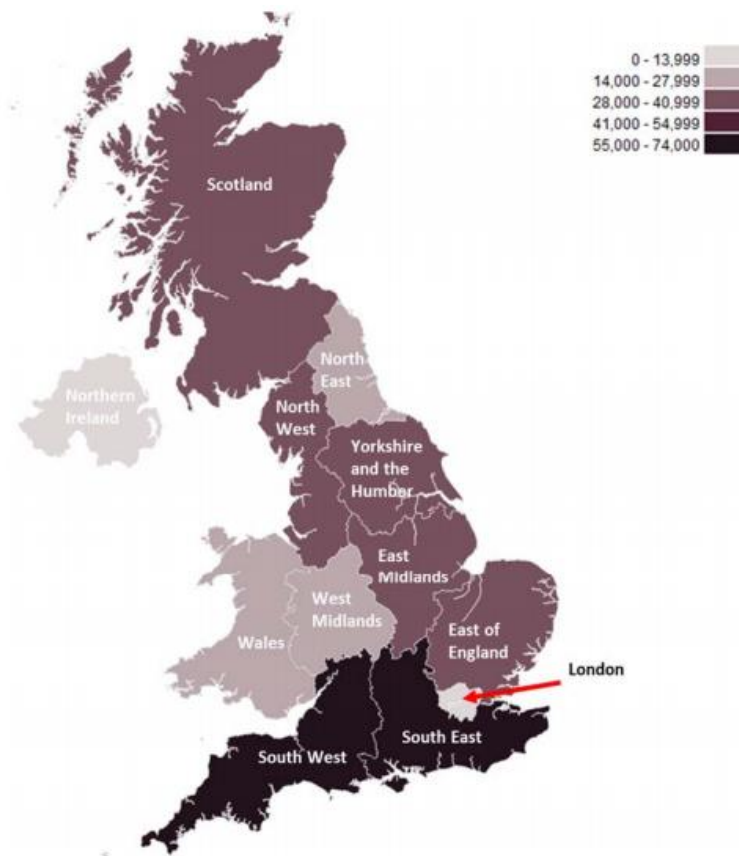 0 - 13,999
14,000 - 27,999
28,000 - 40,999
41,000 - 54,999
55,000 - 74,000
Scotland
North
East
Northern
Ireland
North
West
Yorkshire
and the
Humber
East
Midlands
West
Midlands
Wales
East of
England
London
South West
South East